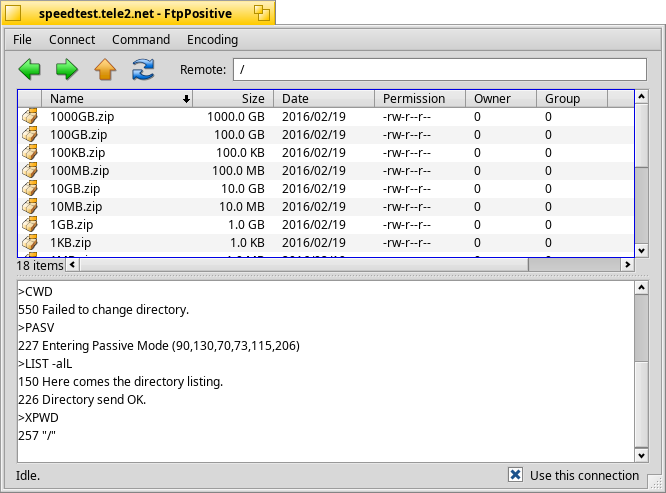 speedtest.tele2.net - FtpPositive
File Connect Command Encoding
Remote: /
Name Size Date Permission Owner Group
1000GB.zip 1000.0 GB 2016/02/19 -rw-r--r-- 0 0
100GB.zip 100.0 GB 2016/02/19 -rw-r--r-- 0 0
100KB.zip 100.0 KB 2016/02/19 -rw-r--r-- 0 0
100MB.zip 100.0 MB 2016/02/19 -rw-r--r-- 0 0
10GB.zip 10.0 GB 2016/02/19 -rw-r--r-- 0 0
10MB.zip 10.0 MB 2016/02/19 -rw-r--r-- 0 0
1GB.zip 1.0 GB 2016/02/19 -rw-r--r-- 0 0
1KB.zip 1.0 KB 2016/02/19 -rw-r--r-- 0 0
18 items
>CWD
550 Failed to change directory.
>PASV
227 Entering Passive Mode (90,130,70,73,115,206)
>LIST -alL
150 Here comes the directory listing.
226 Directory send OK.
>XPWD
257 "/"
Idle. Use this connection